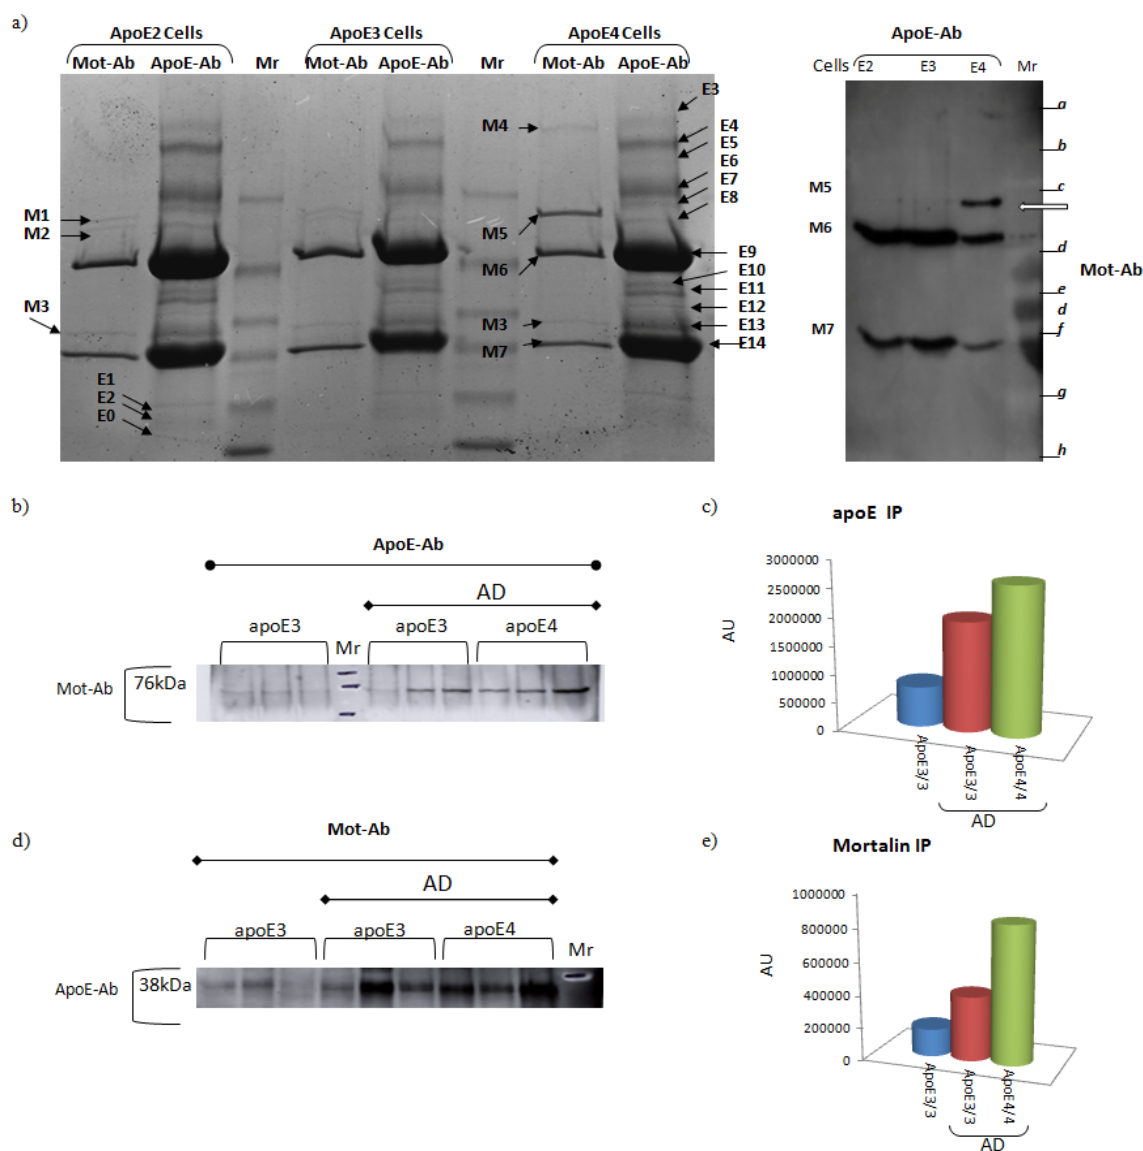 a)
ApoE2 Cells
ApoE3 Cells
ApoE4 Cells
Mot-Ab ApoE-Ab Mr Mot-Ab ApoE-Ab Mr Mot-Ab ApoE-Ab
E3
M4
E4
E5
E6
E7
E8
M1
M2
M5
M6
E9
E10
E11
E12
M3
M3
E13
M7
E14
E1
E2
E0
ApoE-Ab
Cells E2 E3 E4 Mr
a
b
M5
c
M6
d
Mot-Ab
e
d
M7
f
g
h
b)
ApoE-Ab
AD
apoE3 Mr apoE3 apoE4
Mot-Ab 76kDa
c)
apoE IP
3000000
2500000
2000000
1500000
1000000
500000
0
AU
ApoE3/3
ApoE3/3
ApoE4/4
AD
d)
Mot-Ab
AD
apoE3 apoE3 apoE4 Mr
ApoE-Ab 38kDa
e)
Mortalin IP
1000000
800000
600000
400000
200000
0
AU
ApoE3/3
ApoE3/3
ApoE4/4
AD